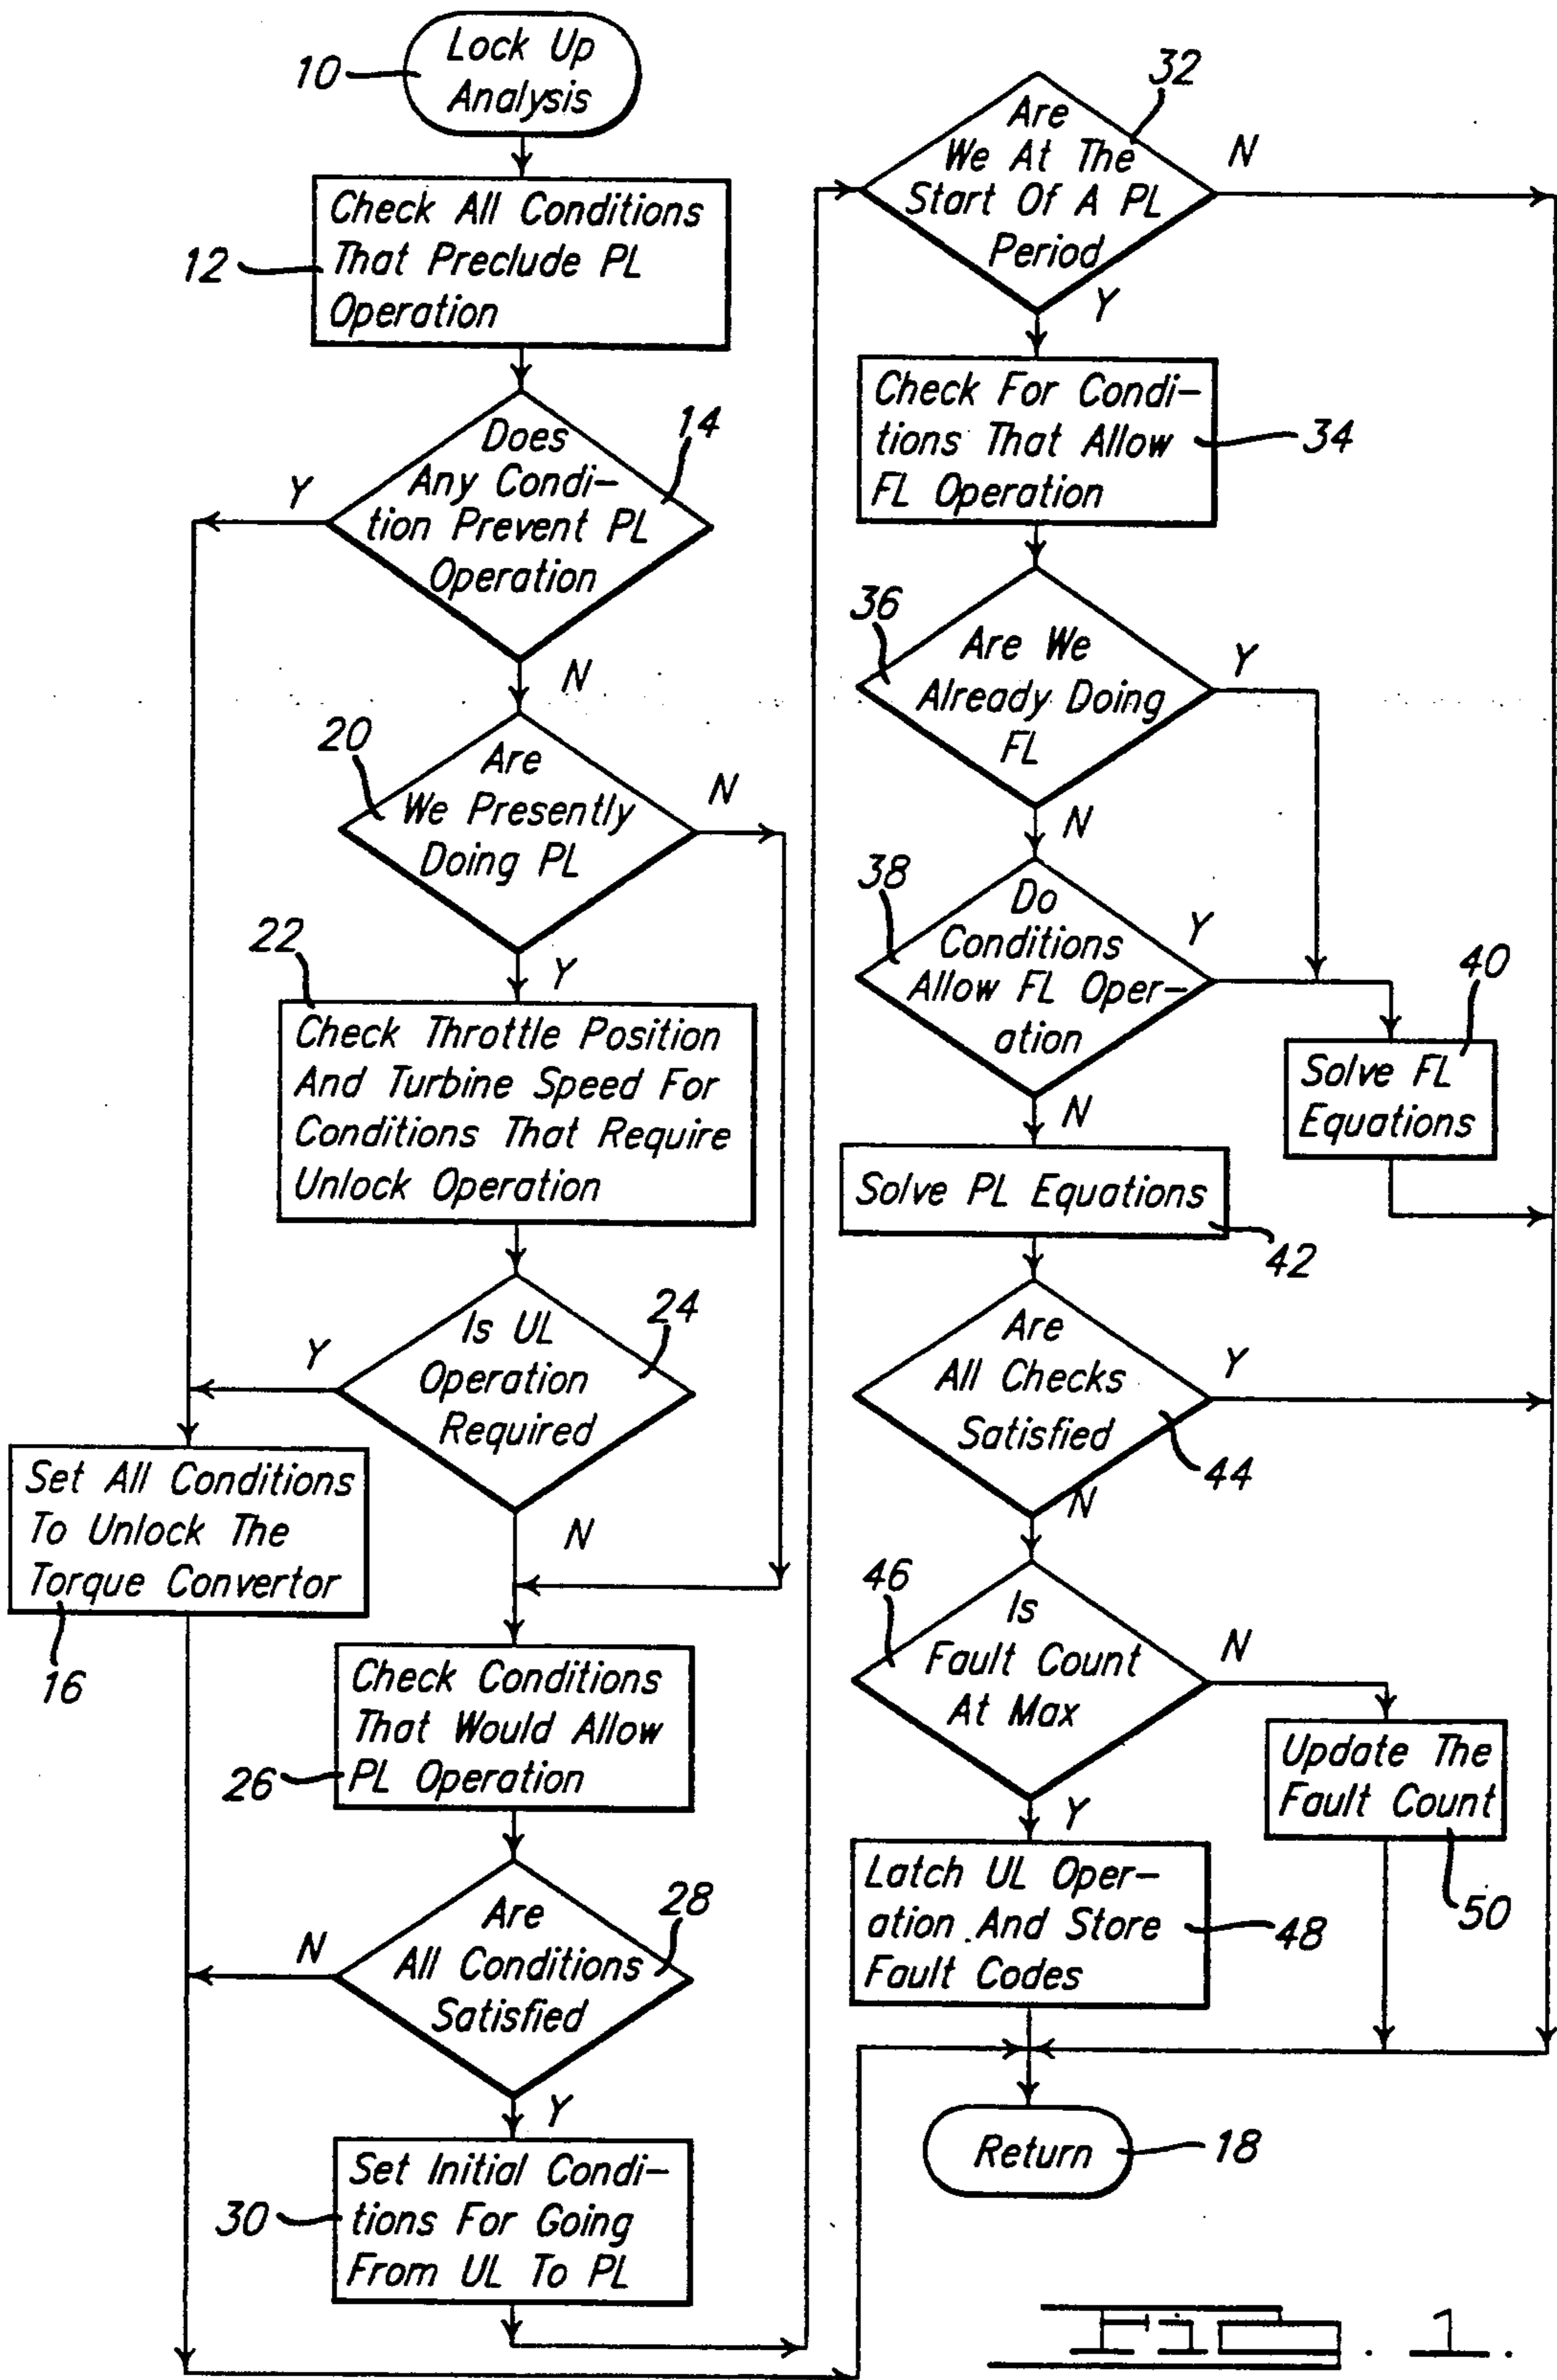 Lock Up
Analysis
10
Check All Conditions
That Preclude PL
Operation
12
Does
Any Condi-
tion Prevent PL
Operation
14
Y
N
Are
We Presently
Doing PL
20
N
Y
22
Check Throttle Position
And Turbine Speed For
Conditions That Require
Unlock Operation
Is UL
Operation
Required
24
Y
N
Set All Conditions
To Unlock The
Torque Convertor
16
Check Conditions
That Would Allow
PL Operation
26
Are
All Conditions
Satisfied
28
N
Y
Set Initial Condi-
tions For Going
From UL To PL
30
Are
We At The
Start Of A PL
Period
32
N
Y
Check For Condi-
tions That Allow
FL Operation
34
36
Are We
Already Doing
FL
Y
N
38
Do
Conditions
Allow FL Oper-
ation
Y
N
40
Solve FL
Equations
Solve PL Equations
42
Are
All Checks
Satisfied
44
Y
N
46
Is
Fault Count
At Max
N
Y
Update The
Fault Count
50
Latch UL Oper-
ation And Store
Fault Codes
48
Return
18
FIG. 1.